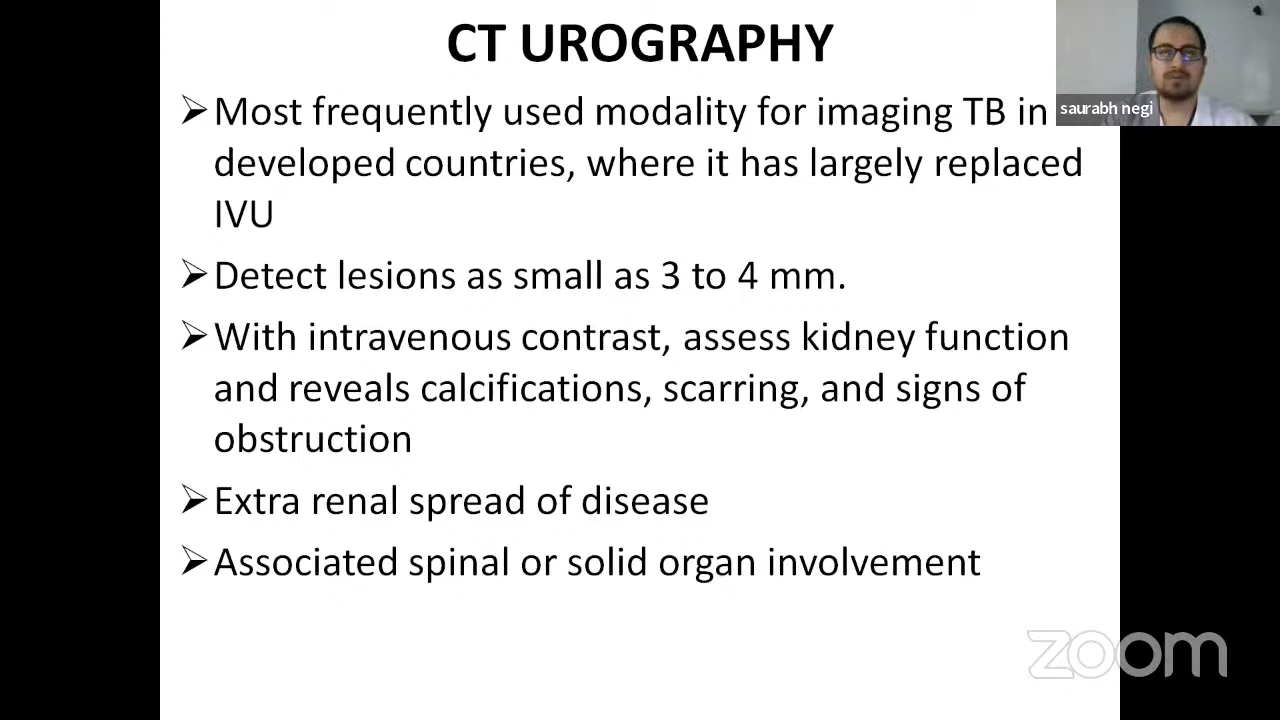 CT UROGRAPHY
saurabh negi
➢Most frequently used modality for imaging TB in
developed countries, where it has largely replaced
IVU
➢Detect lesions as small as 3 to 4 mm.
➢With intravenous contrast, assess kidney function
and reveals calcifications, scarring, and signs of
obstruction
➢Extra renal spread of disease
➢Associated spinal or solid organ involvement
zoom